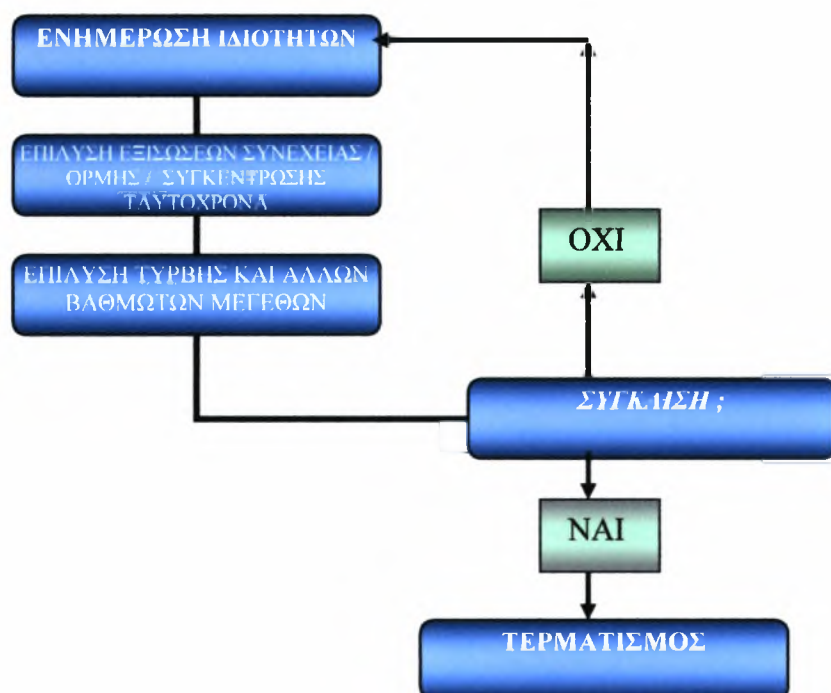 ΕΝΗΜΕΡΩΣΗ ΙΔΙΟΤΗΤΩΝ
ΕΠΙΛΥΣΗ ΕΞΙΣΩΣΕΩΝ ΣΥΝΕΧΕΙΑΣ /
ΟΡΜΗΣ / ΣΥΓΚΕΝΤΡΩΣΗΣ
ΤΑΥΤΟΧΡΟΝΑ
ΕΠΙΛΥΣΗ ΤΥΡΒΗΣ ΚΑΙ ΑΛΛΩΝ
ΒΑΘΜΩΤΩΝ ΜΕΓΕΘΩΝ
ΟΧΙ
ΣΥΓΚΛΙΣΗ ;
ΝΑΙ
ΤΕΡΜΑΤΙΣΜΟΣ